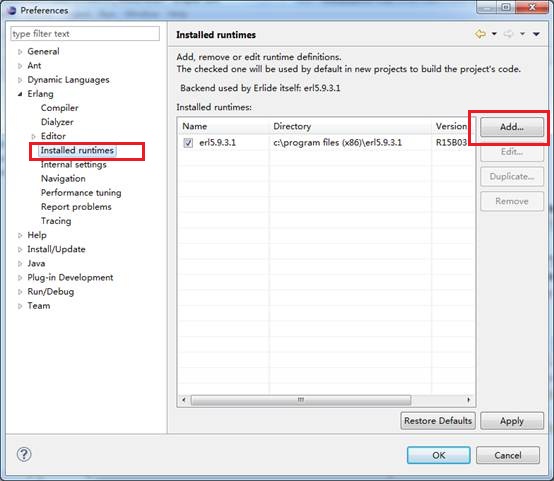 Preferences
type filter text
General
Ant
Dynamic Languages
Erlang
Compiler
Dialyzer
Editor
Installed runtimes
Internal settings
Navigation
Performance tuning
Report problems
Tracing
Help
Install/Update
Java
Plug-in Development
Run/Debug
Team
Installed runtimes
Add, remove or edit runtime definitions.
The checked one will be used by default in new projects to build the project's code.
Backend used by Erlide itself: erl5.9.3.1
Installed runtimes:
Name Directory Version
erl5.9.3.1 c:\program files (x86)\erl5.9.3.1 R15B03
Add...
Edit...
Duplicate...
Remove
Restore Defaults Apply
OK Cancel